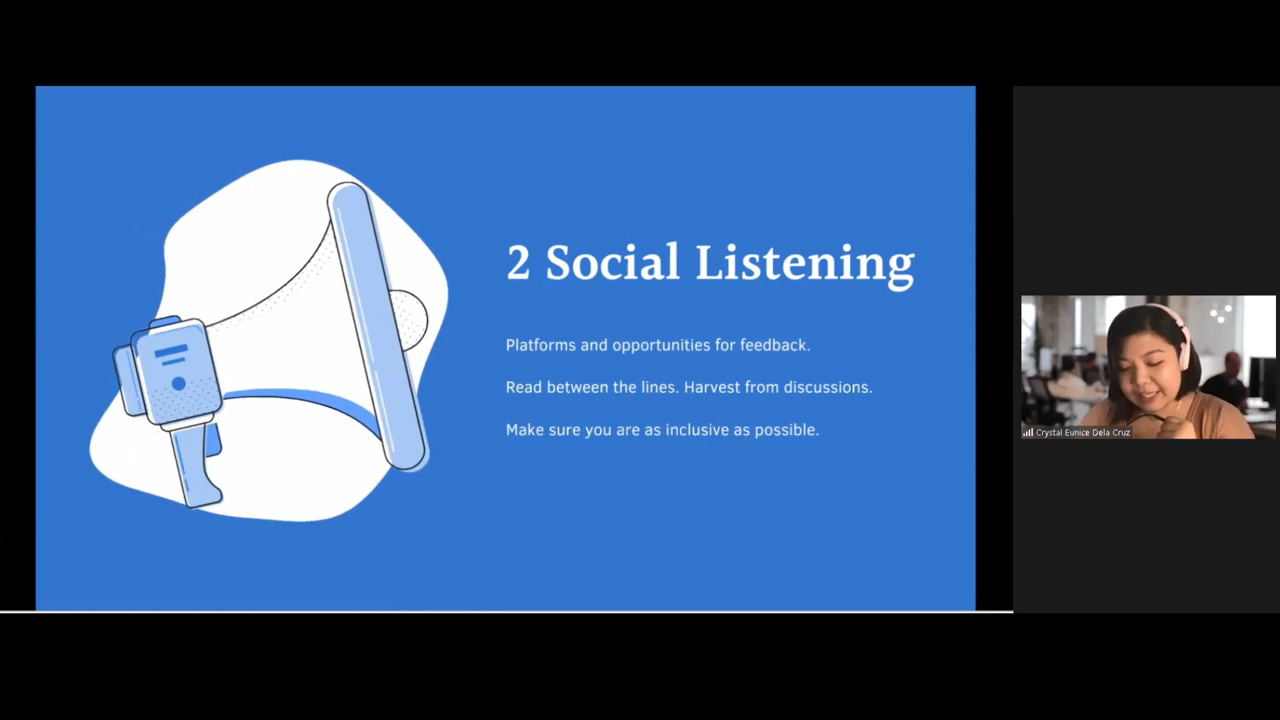 2 Social Listening
Platforms and opportunities for feedback.
Read between the lines. Harvest from discussions.
Make sure you are as inclusive as possible.
Crystal Eunice Dela Cruz